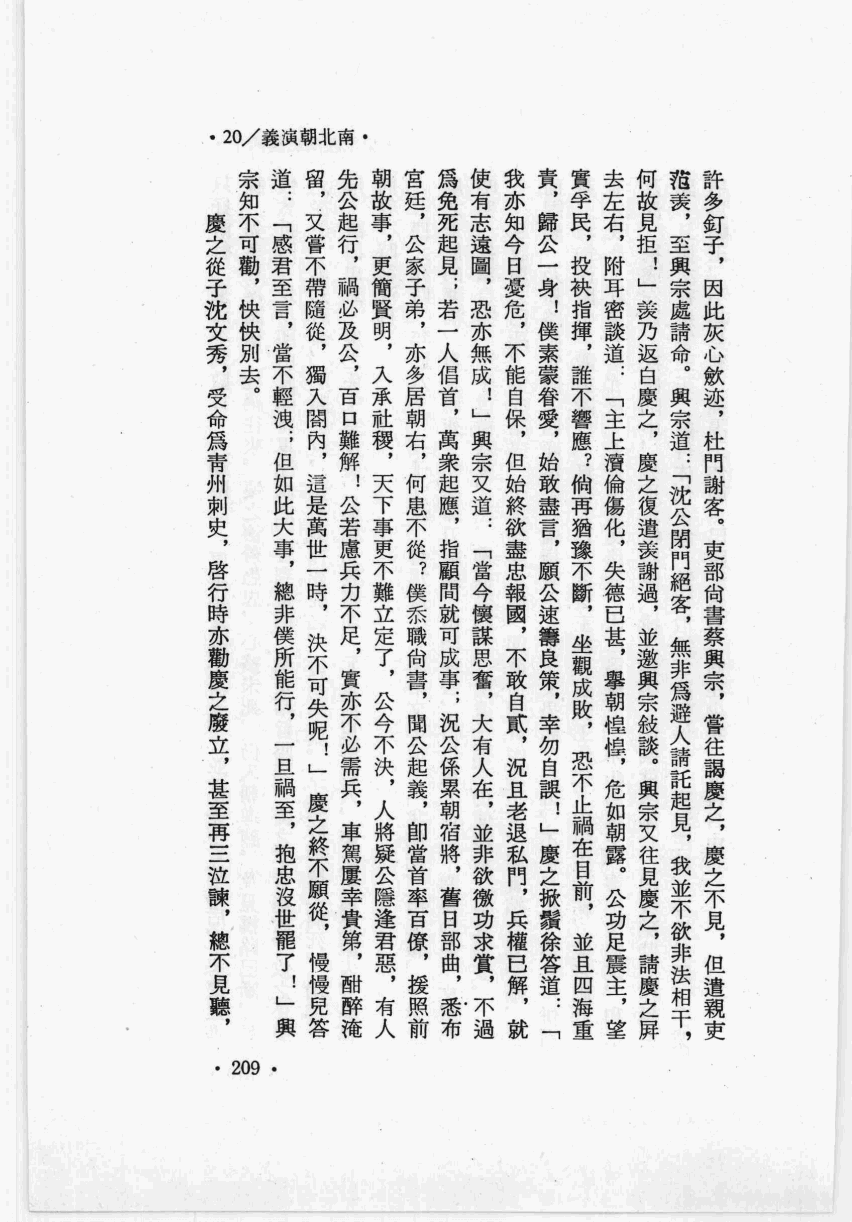 ·20／義演朝北南·
許多釘子，因此灰心斂迹，杜門謝客。吏部尙書蔡興宗，嘗往謁慶之，慶之不見，但遣親吏
范羨，至興宗處請命。興宗道：「沈公閉門絕客，無非爲避人請託起見，我並不欲非法相干，
何故見拒！」羨乃返白慶之，慶之復遣羨謝過，並邀興宗敍談。興宗又往見慶之，請慶之屏
去左右，附耳密談道：「主上瀆倫傷化，失德已甚，舉朝惶惶，危如朝露。公功足震主，望
實孚民，投袂指揮，誰不響應？倘再猶豫不斷，坐觀成敗，恐不止禍在目前，並且四海重
責，歸公一身！僕素蒙眷愛，始敢盡言，願公速籌良策，幸勿自誤！」慶之掀鬚徐答道：「
我亦知今日憂危，不能自保，但始終欲盡忠報國，不敢自貳，況且老退私門，兵權已解，就
使有志遠圖，恐亦無成！」興宗又道：「當今懷謀思奮，大有人在，並非欲徼功求賞，不過
爲免死起見；若一人倡首，萬衆起應，指顧間就可成事；況公係累朝宿將，舊日部曲，悉布
宮廷，公家子弟，亦多居朝右，何患不從？僕忝職尙書，聞公起義，卽當首率百僚，援照前
朝故事，更簡賢明，入承社稷，天下事更不難立定了，公今不決，人將疑公隱逢君惡，有人
先公起行，禍必及公，百口難解！公若慮兵力不足，實亦不必需兵，車駕屢幸貴第，酣醉淹
留，又嘗不帶隨從，獨入閤內，這是萬世一時，決不可失呢！」慶之終不願從，慢慢兒答
道：「感君至言，當不輕洩；但如此大事，總非僕所能行，一旦禍至，抱忠沒世罷了！」興
宗知不可勸，怏怏別去。
慶之從子沈文秀，受命爲青州刺史，啓行時亦勸慶之廢立，甚至再三泣諫，總不見聽，
·209·